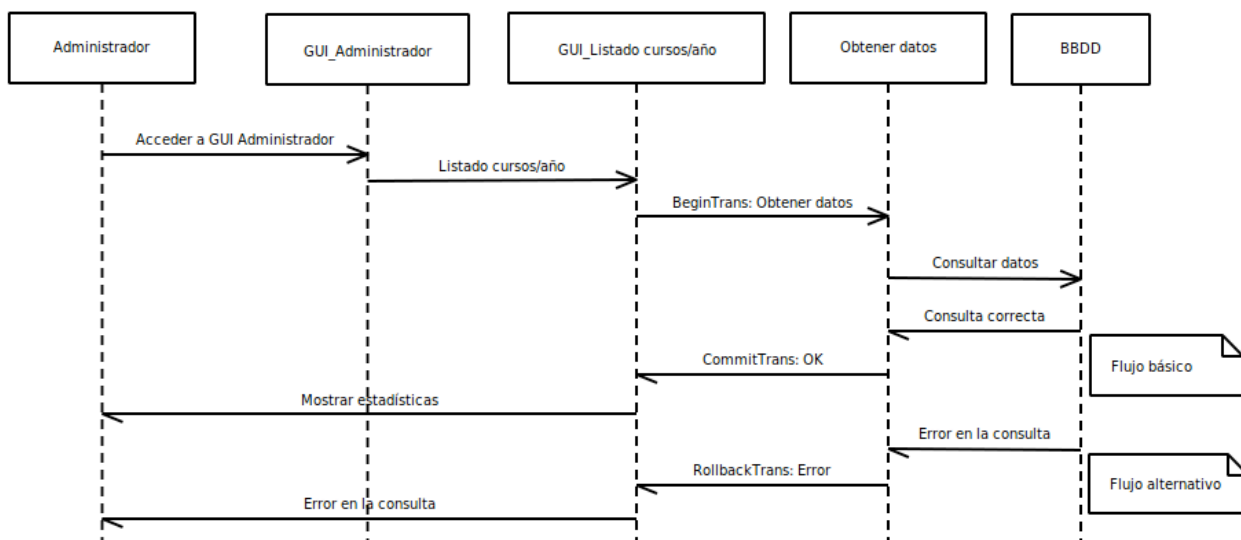 Administrador
GUI_Administrador
GUI_Listado cursos/año
Obtener datos
BBDD
Acceder a GUI Administrador
Listado cursos/año
BeginTrans: Obtener datos
Consultar datos
Consulta correcta
CommitTrans: OK
Flujo básico
Mostrar estadísticas
Error en la consulta
RollbackTrans: Error
Flujo alternativo
Error en la consulta